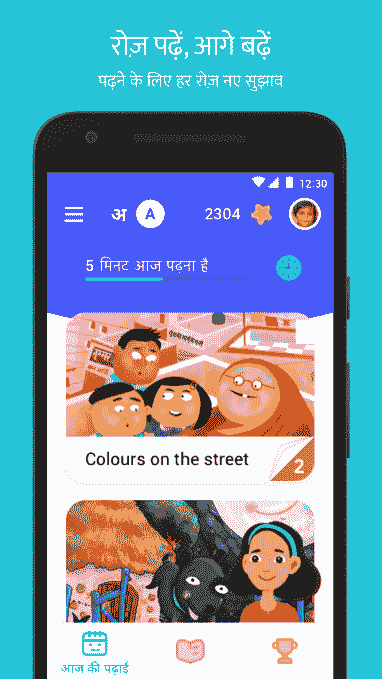 रोज़ पढ़ें, आगे बढ़ें
पढ़ने के लिए हर रोज़ नए सुझाव
12:30
अ A 2304
5 मिनट आज पढ़ना है
Colours on the street
2
आज की पढ़ाई